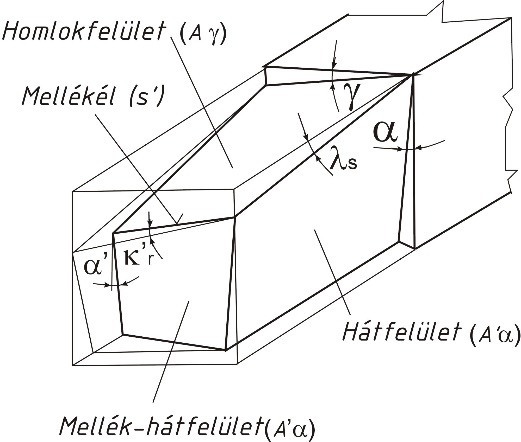 Homlokfelület (Aγ)
Mellékél (s')
γ
α
λs
α' κ'r
Hátfelület (A'α)
Mellék-hátfelület(A'α)